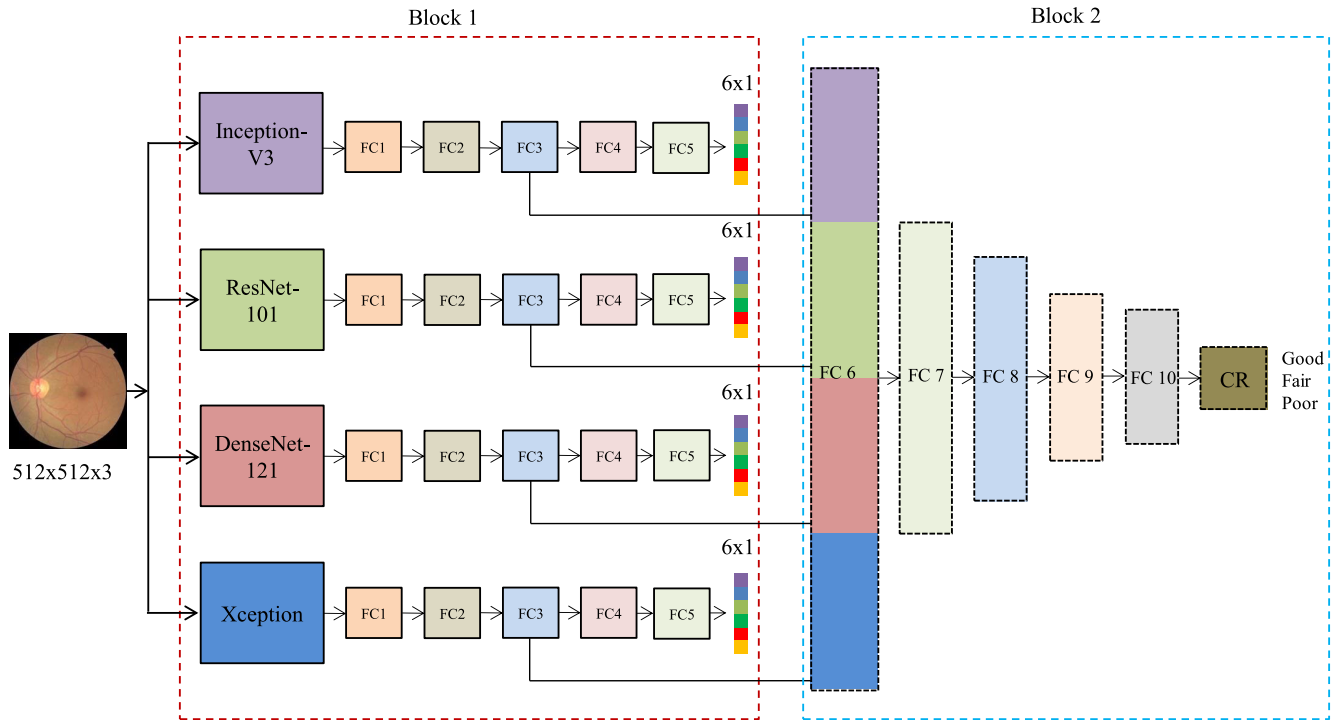 Block 1
Block 2
6x1
Inception-
V3
FC1
FC2
FC3
FC4
FC5
6x1
ResNet-
101
FC1
FC2
FC3
FC4
FC5
6x1
DenseNet-
121
FC1
FC2
FC3
FC4
FC5
6x1
Xception
FC1
FC2
FC3
FC4
FC5
512x512x3
FC 6
FC 7
FC 8
FC 9
FC 10
CR
Good
Fair
Poor